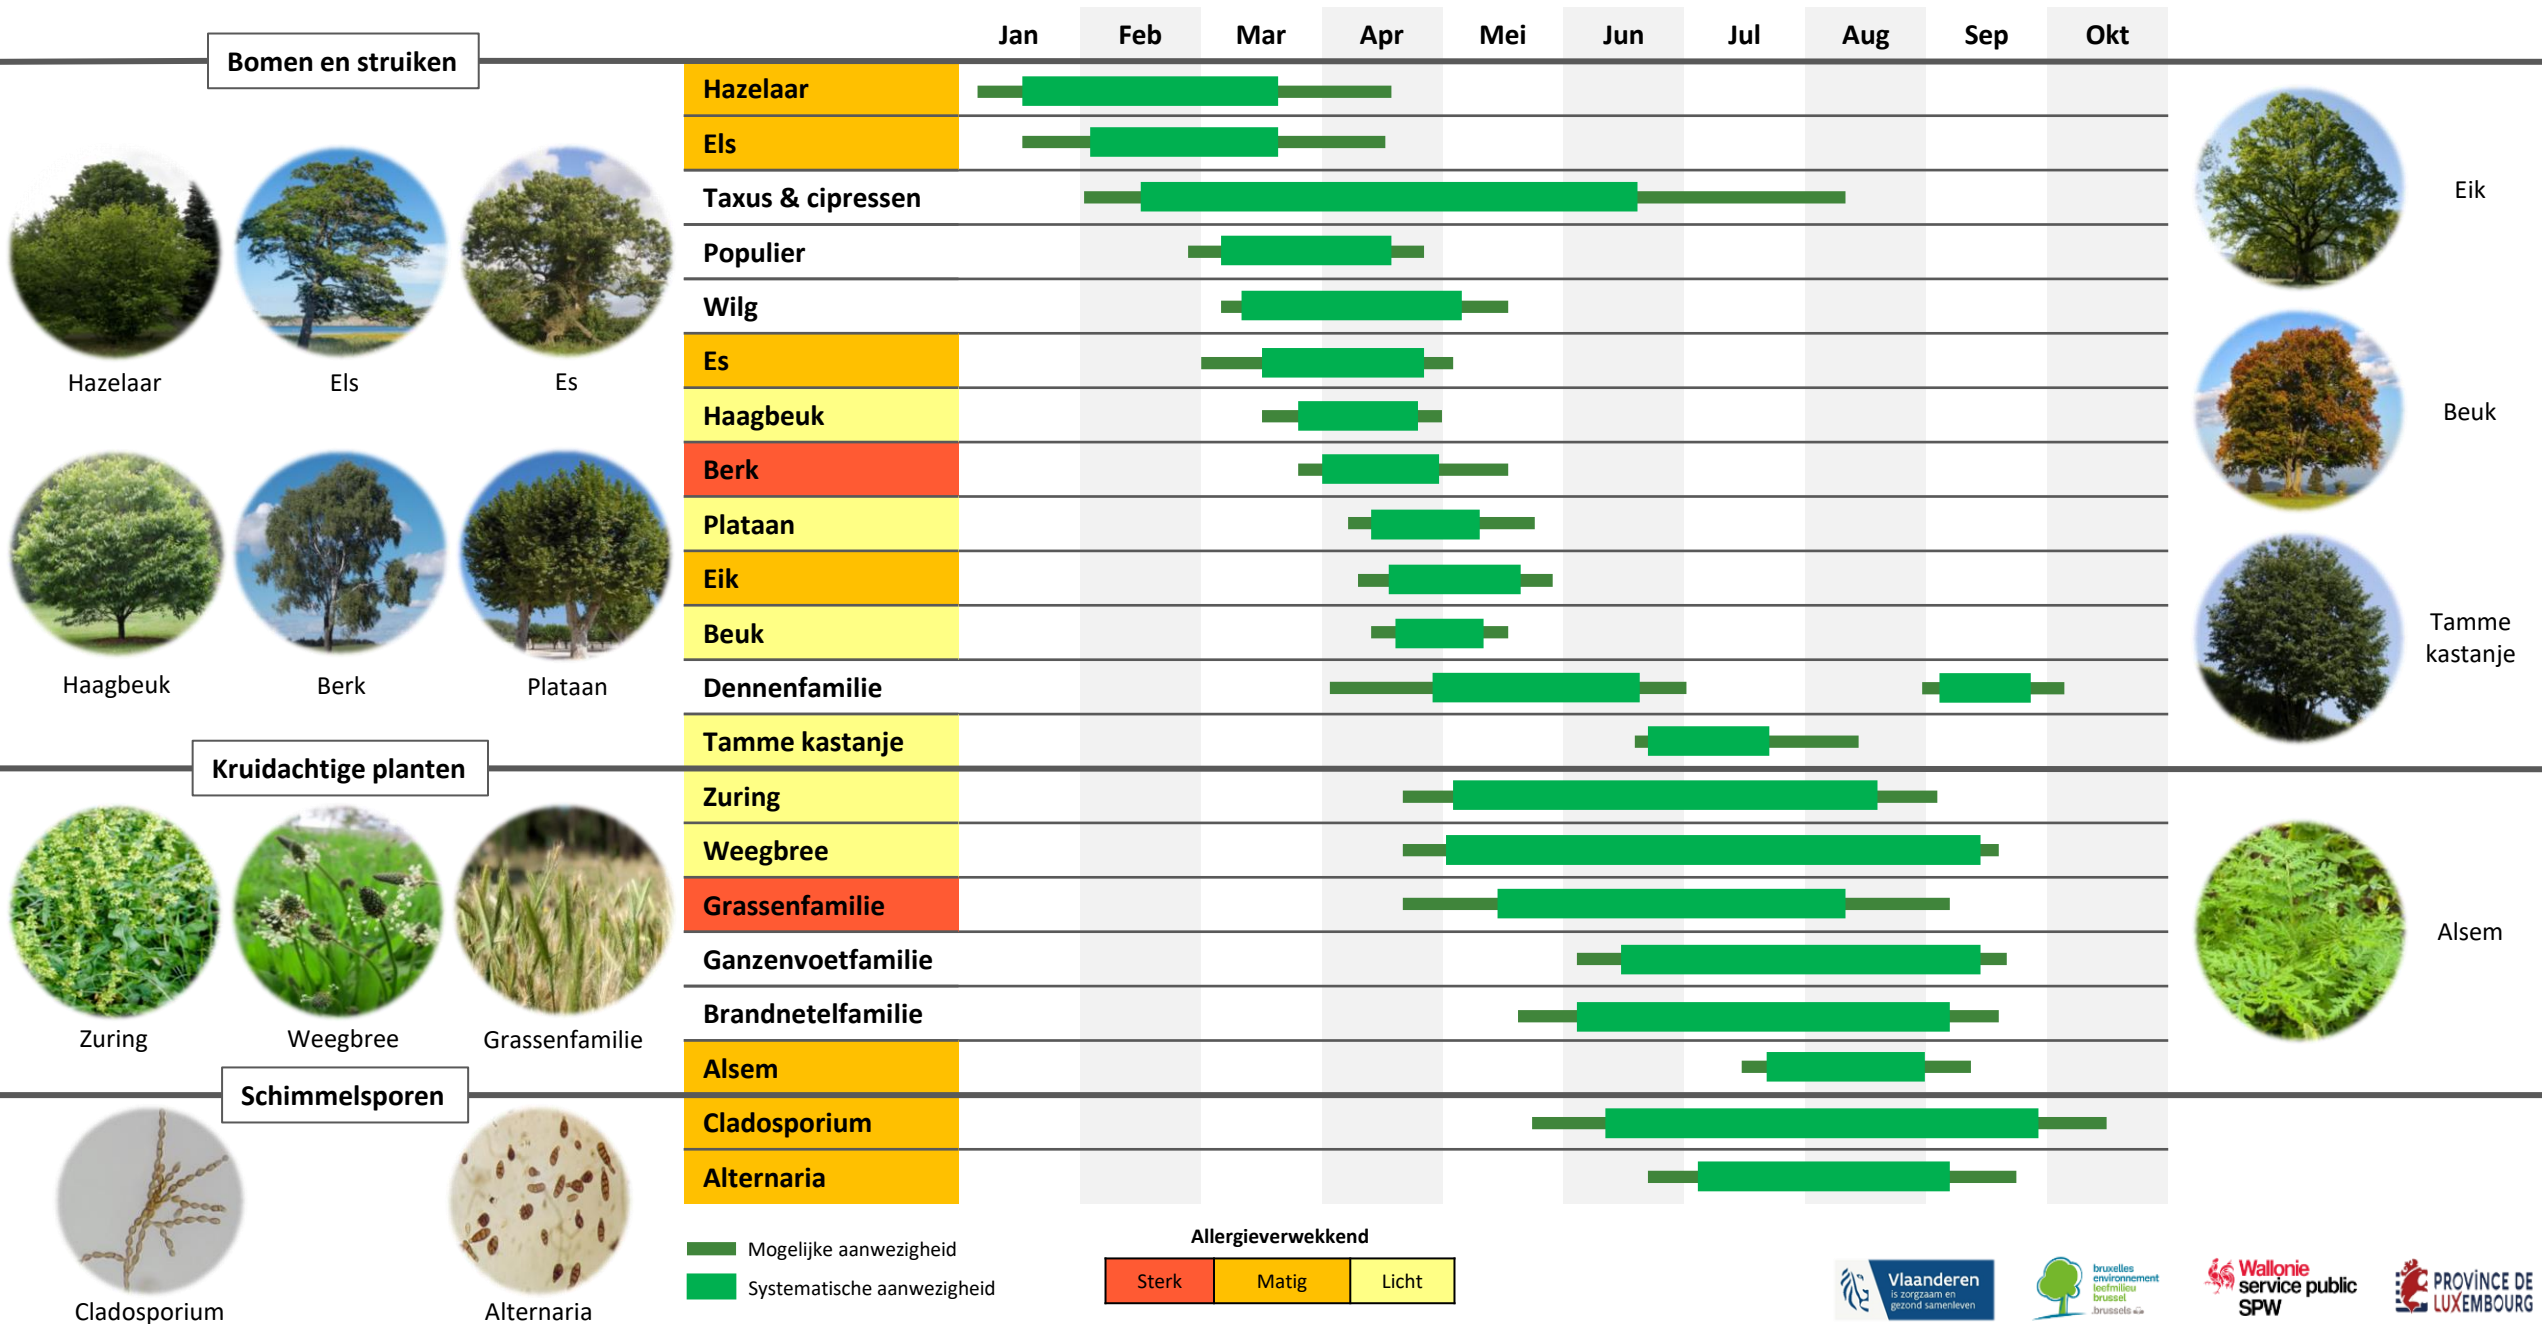 Jan Feb Mar Apr Mei Jun Jul Aug Sep Okt
Bomen en struiken
Hazelaar
Els
Taxus & cipressen
Populier
Wilg
Es
Haagbeuk
Berk
Plataan
Eik
Beuk
Dennenfamilie
Tamme kastanje
Hazelaar
Els
Es
Haagbeuk
Berk
Plataan
Eik
Beuk
Tamme
kastanje
Kruidachtige planten
Zuring
Weegbree
Grassenfamilie
Ganzenvoetfamilie
Brandnetelfamilie
Alsem
Zuring
Weegbree
Grassenfamilie
Alsem
Schimmelsporen
Cladosporium
Alternaria
Cladosporium
Alternaria
Mogelijke aanwezigheid
Systematische aanwezigheid
Allergieverwekkend
Sterk Matig Licht
Vlaanderen
is zorgzaam en
gezond samenleven
bruxelles
environnement
leefmilieu
brussel
.brussels
Wallonie
service public
SPW
PROVINCE DE
LUXEMBOURG